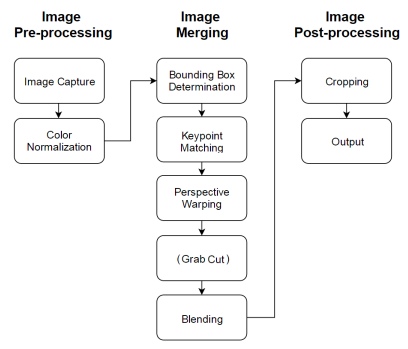 Image
Pre-processing
Image Capture
Color
Normalization
Image
Merging
Bounding Box
Determination
Keypoint
Matching
Perspective
Warping
(Grab Cut)
Blending
Image
Post-processing
Cropping
Output